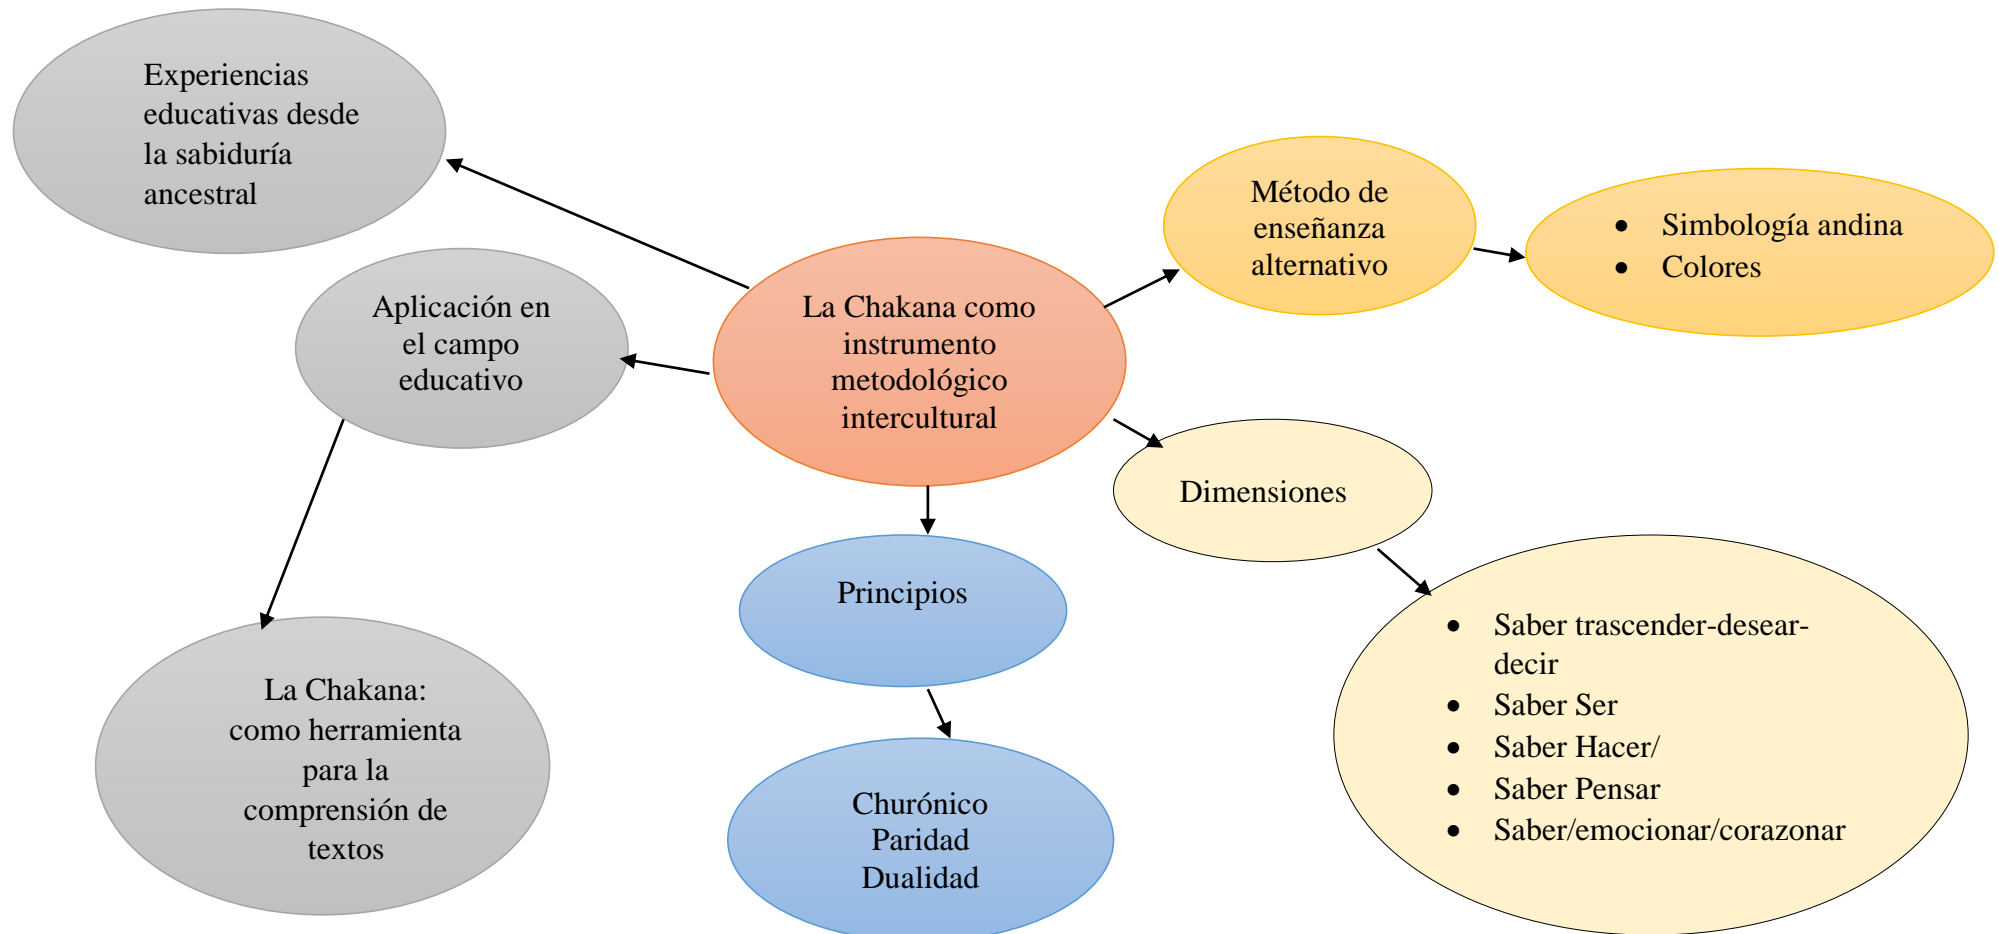 Experiencias
educativas desde
la sabiduría
ancestral
Aplicación en
el campo
educativo
La Chakana:
como herramienta
para la
comprensión de
textos
La Chakana como
instrumento
metodológico
intercultural
Principios
Churónico
Paridad
Dualidad
Método de
enseñanza
alternativo
• Simbología andina
• Colores
Dimensiones
• Saber trascender-desear-
decir
• Saber Ser
• Saber Hacer/
• Saber Pensar
• Saber/emocionar/corazonar